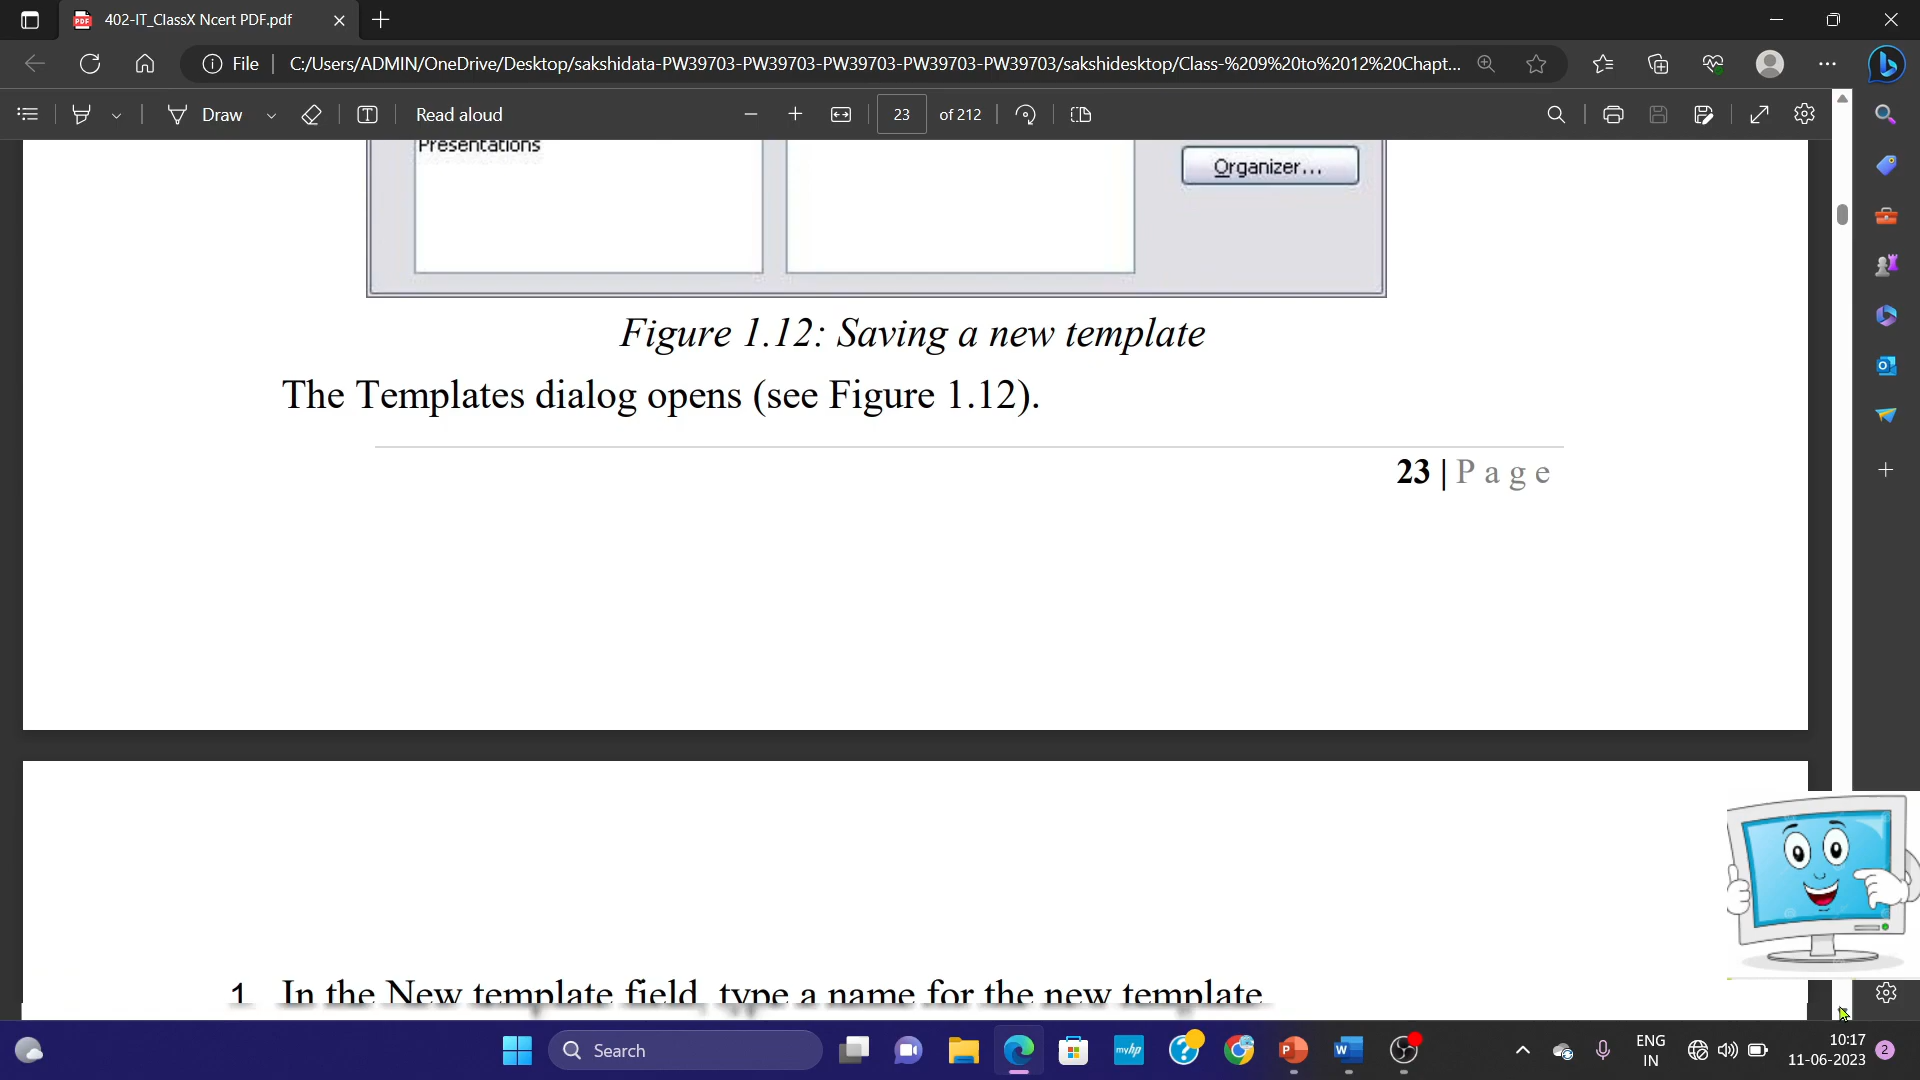 402-IT_ClassX Ncert PDF.pdf
File
C:/Users/ADMIN/OneDrive/Desktop/sakshidata-PW39703-PW39703-PW39703-PW39703-PW39703/sakshidesktop/Class-%209%20to%2012%20Chapt...
Draw
Read aloud
23 of 212
Presentations
Organizer...
Figure 1.12: Saving a new template
The Templates dialog opens (see Figure 1.12).
23 | P a g e
1 In the New template field, type a name for the new template
Search
ENG
IN
10:17
11-06-2023
2